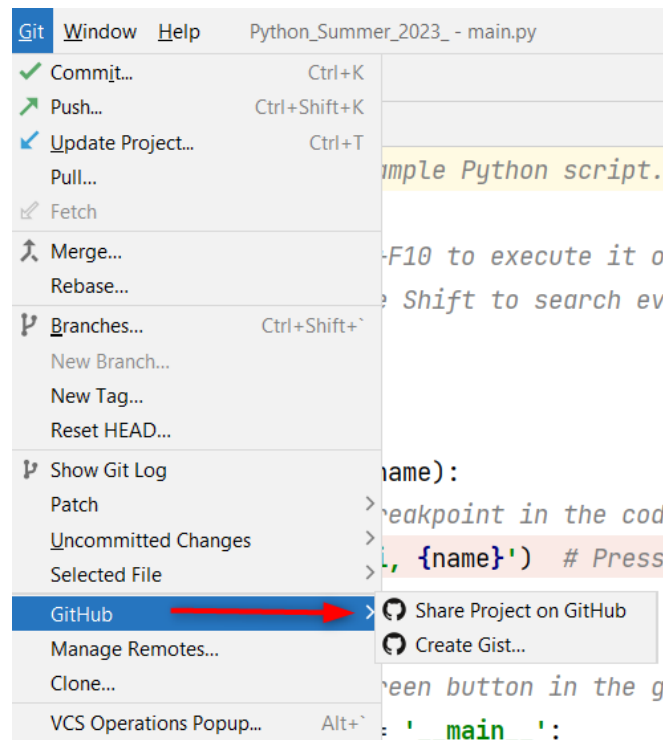 Git Window Help Python_Summer_2023_ - main.py
Commit... Ctrl+K
Push... Ctrl+Shift+K
Update Project... Ctrl+T
Pull...
mple Python script.
Fetch
Merge...
+F10 to execute it o
Rebase...
e Shift to search ev
Branches... Ctrl+Shift+`
New Branch...
New Tag...
Reset HEAD...
Show Git Log
name):
Patch
reakpoint in the cod
Uncommitted Changes
i, {name}') # Press
Selected File
GitHub
Share Project on GitHub
Manage Remotes...
Create Gist...
Clone...
reen button in the g
VCS Operations Popup... Alt+`
= '__main__':